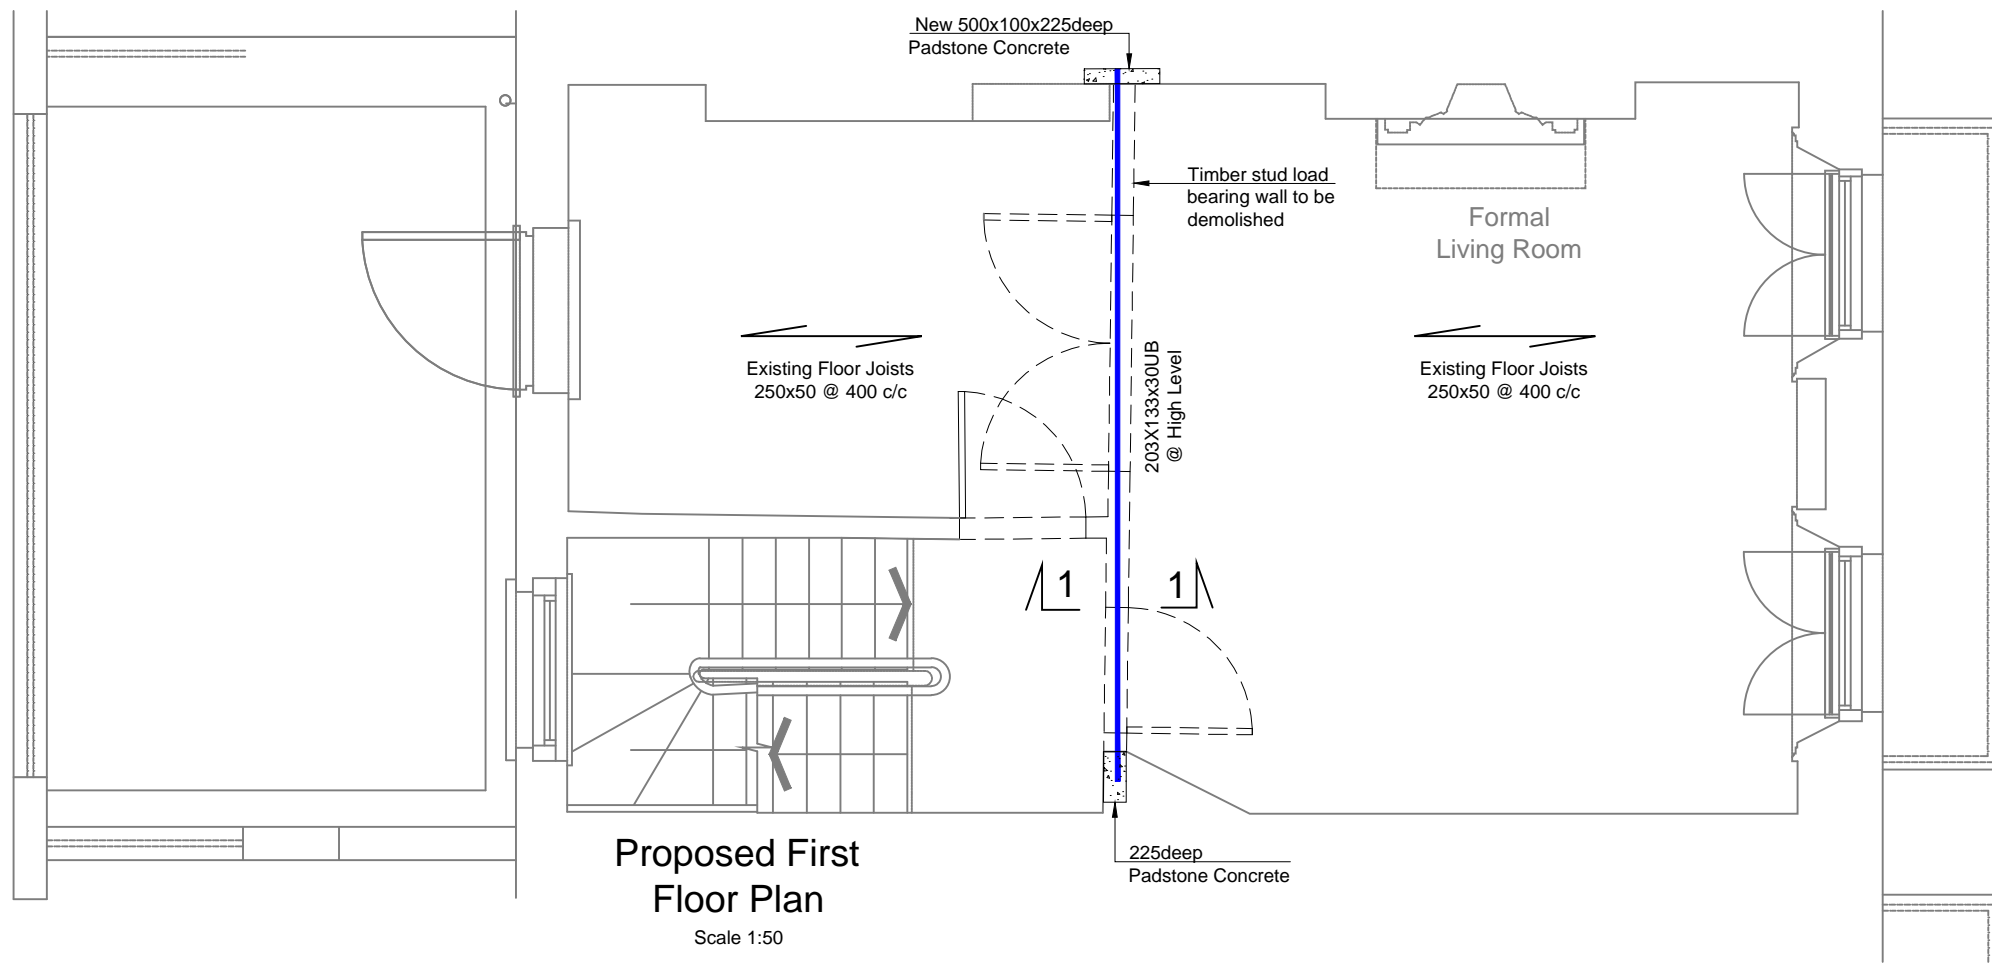 New 500x100x225deep
Padstone Concrete
Timber stud load
bearing wall to be
demolished
Formal
Living Room
Existing Floor Joists
250x50 @ 400 c/c
203X133x30UB
@ High Level
Existing Floor Joists
250x50 @ 400 c/c
1
1
225deep
Padstone Concrete
Proposed First
Floor Plan
Scale 1:50